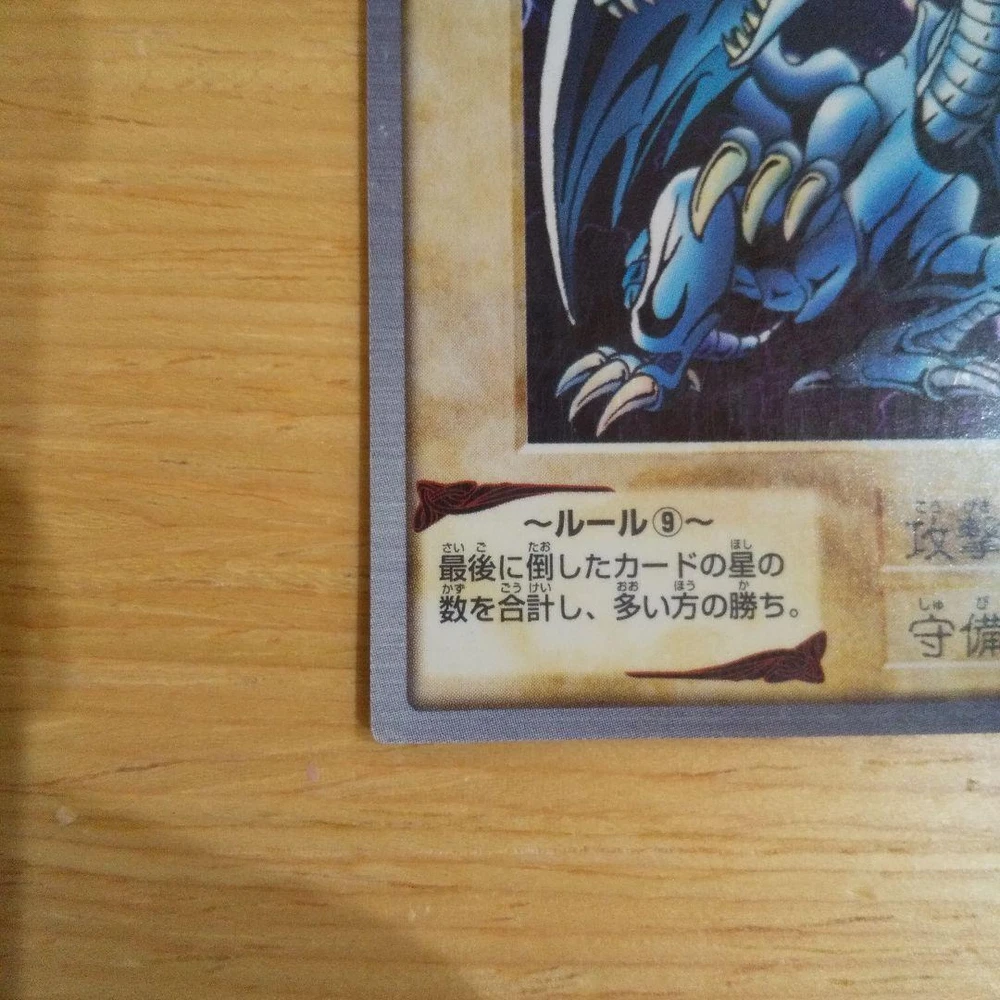 ～ルール⑨～
最後に倒したカードの星の
数を合計し、多い方の勝ち。
攻撃
守備